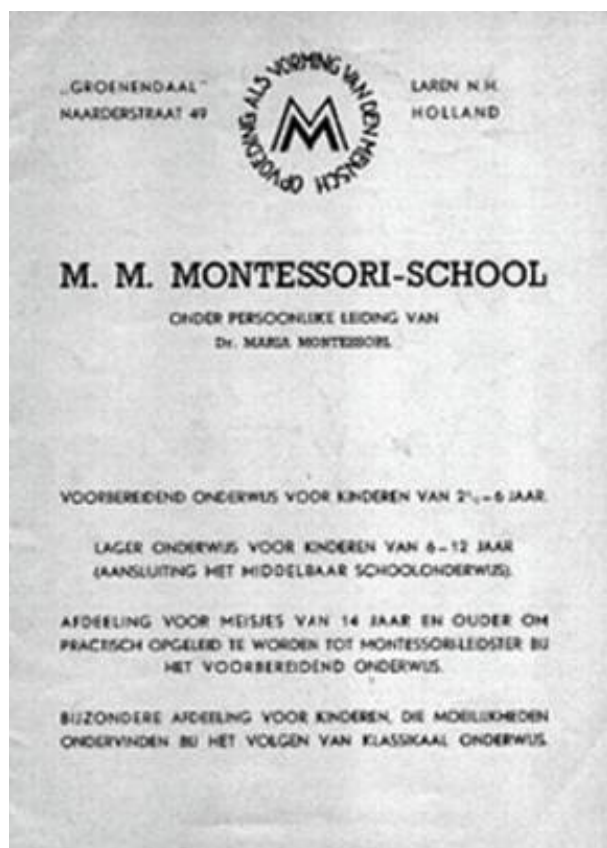 „GROENENDAAL"
NAARDERSTRAAT 49
OPVOEDING ALS VORMING VAN DEN MENSCH
MM
LAREN N.H.
HOLLAND
M. M. MONTESSORI-SCHOOL
ONDER PERSOONLIJKE LEIDING VAN
Dr. MARIA MONTESSORI.
VOORBEREIDEND ONDERWIJS VOOR KINDEREN VAN 2½–6 JAAR.
LAGER ONDERWIJS VOOR KINDEREN VAN 6–12 JAAR
(AANSLUITING HET MIDDELBAAR SCHOOLONDERWIJS).
AFDEELING VOOR MEISJES VAN 14 JAAR EN OUDER OM
PRACTISCH OPGELEID TE WORDEN TOT MONTESSORI-LEIDSTER BIJ
HET VOORBEREIDEND ONDERWIJS.
BIJZONDERE AFDEELING VOOR KINDEREN, DIE MOEILIJKHEDEN
ONDERVINDEN BIJ HET VOLGEN VAN KLASSIKAAL ONDERWIJS.